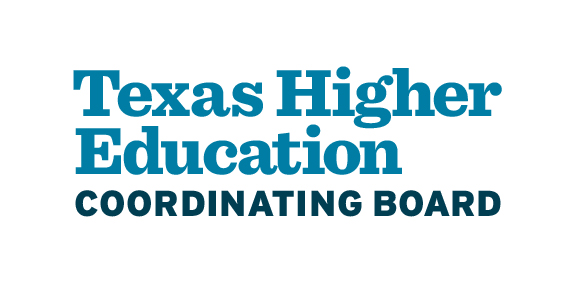 Texas Higher
Education
COORDINATING BOARD